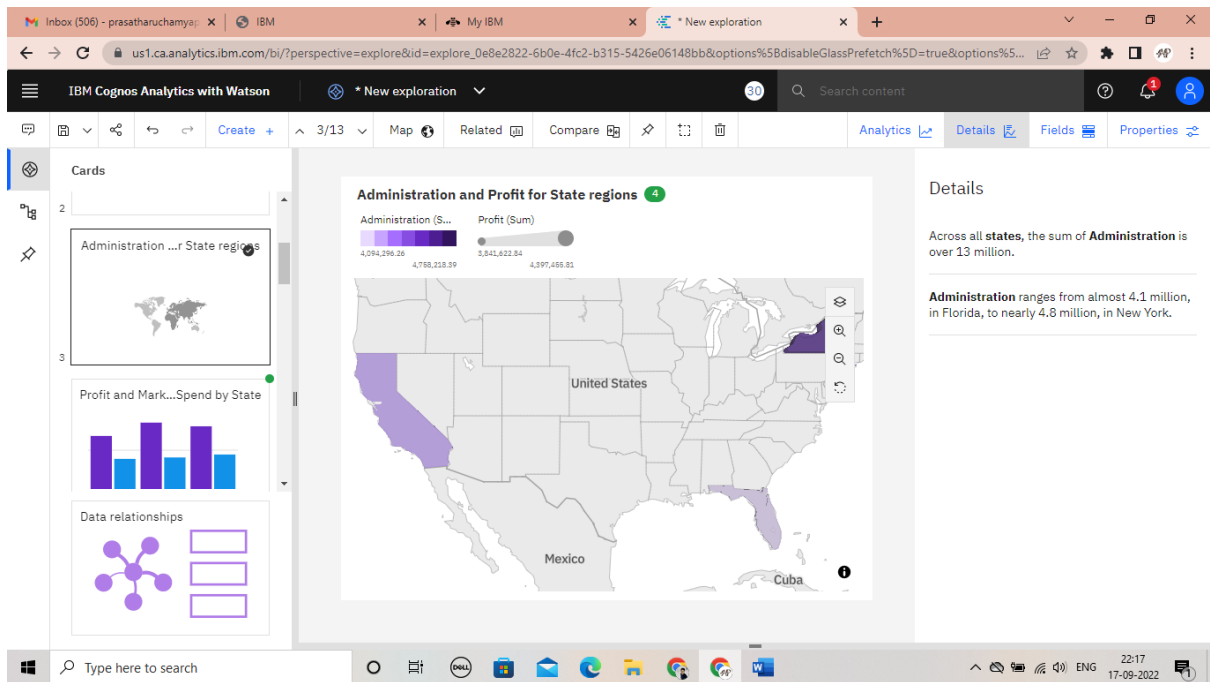 Inbox (506) - prasatharuchamyap
IBM
My IBM
* New exploration
us1.ca.analytics.ibm.com/bi/?perspective=explore&id=explore_0e8e2822-6b0e-4fc2-b315-5426e06148bb&options%5BdisableGlassPrefetch%5D=true&options%5...
IBM Cognos Analytics with Watson
* New exploration
30
Search content
1
Create +
3/13
Map
Related
Compare
Analytics
Details
Fields
Properties
Cards
2
Administration ...r State regions
3
Profit and Mark...Spend by State
Data relationships
Administration and Profit for State regions 4
Administration (S...
Profit (Sum)
4,094,296.26
4,758,218.39
3,841,622.84
4,397,455.81
United States
Mexico
Cuba
Details
Across all states, the sum of Administration is
over 13 million.
Administration ranges from almost 4.1 million,
in Florida, to nearly 4.8 million, in New York.
Type here to search
DELL
ENG
22:17
17-09-2022
1